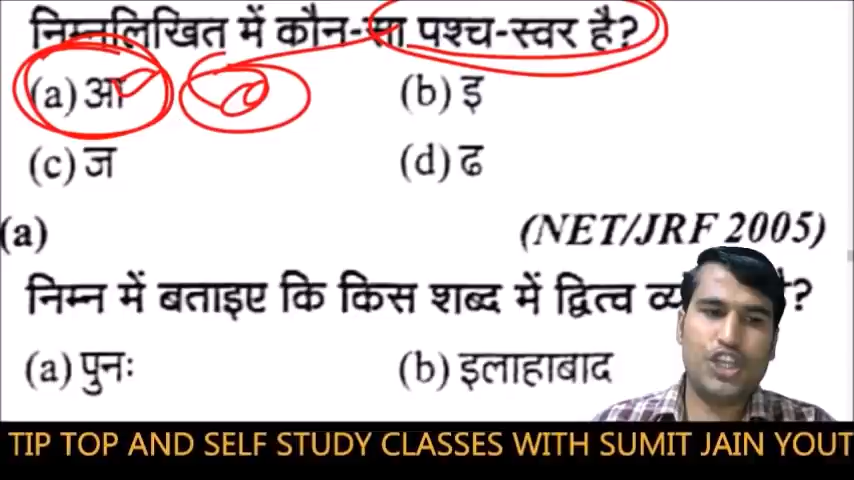 निम्नलिखित में कौन-सा पश्च-स्वर है?
(a) आ (b) इ
(c) ज (d) ढ
(a) (NET/JRF 2005)
निम्न में बताइए कि किस शब्द में द्वित्व ?
(a) पुनः (b) इलाहाबाद
TIP TOP AND SELF STUDY CLASSES WITH SUMIT JAIN YOUT